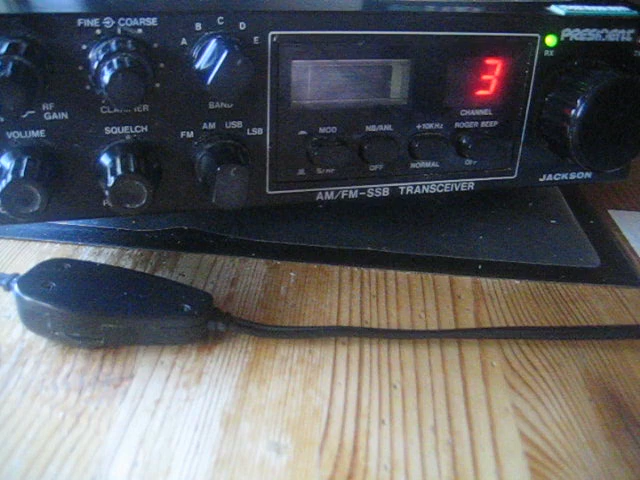 FINE COARSE
A B C D E
CLARIFIER
BAND
RF
GAIN
VOLUME
SQUELCH
FM AM USB LSB
3
CHANNEL
MOD NB/ANL +10KHz ROGER BEEP
S/RF OFF NORMAL OFF
AM/FM-SSB TRANSCEIVER
RX
PRESIDENT
JACKSON